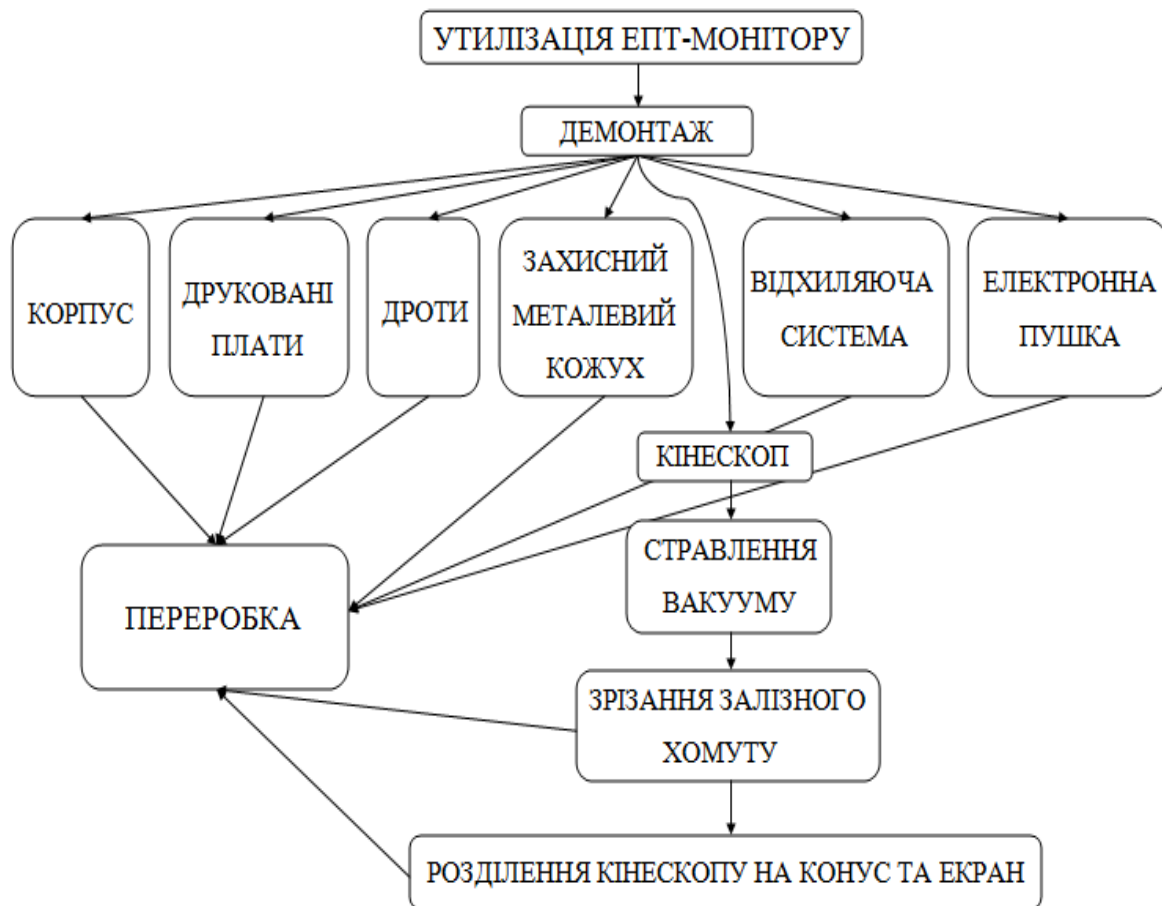 УТИЛІЗАЦІЯ ЕПТ-МОНІТОРУ
ДЕМОНТАЖ
КОРПУС
ДРУКОВАНІ
ПЛАТИ
ДРОТИ
ЗАХИСНИЙ
МЕТАЛЕВИЙ
КОЖУХ
ВІДХИЛЯЮЧА
СИСТЕМА
ЕЛЕКТРОННА
ПУШКА
КІНЕСКОП
СТРАВЛЕННЯ
ВАКУУМУ
ПЕРЕРОБКА
ЗРІЗАННЯ ЗАЛІЗНОГО
ХОМУТУ
РОЗДІЛЕННЯ КІНЕСКОПУ НА КОНУС ТА ЕКРАН